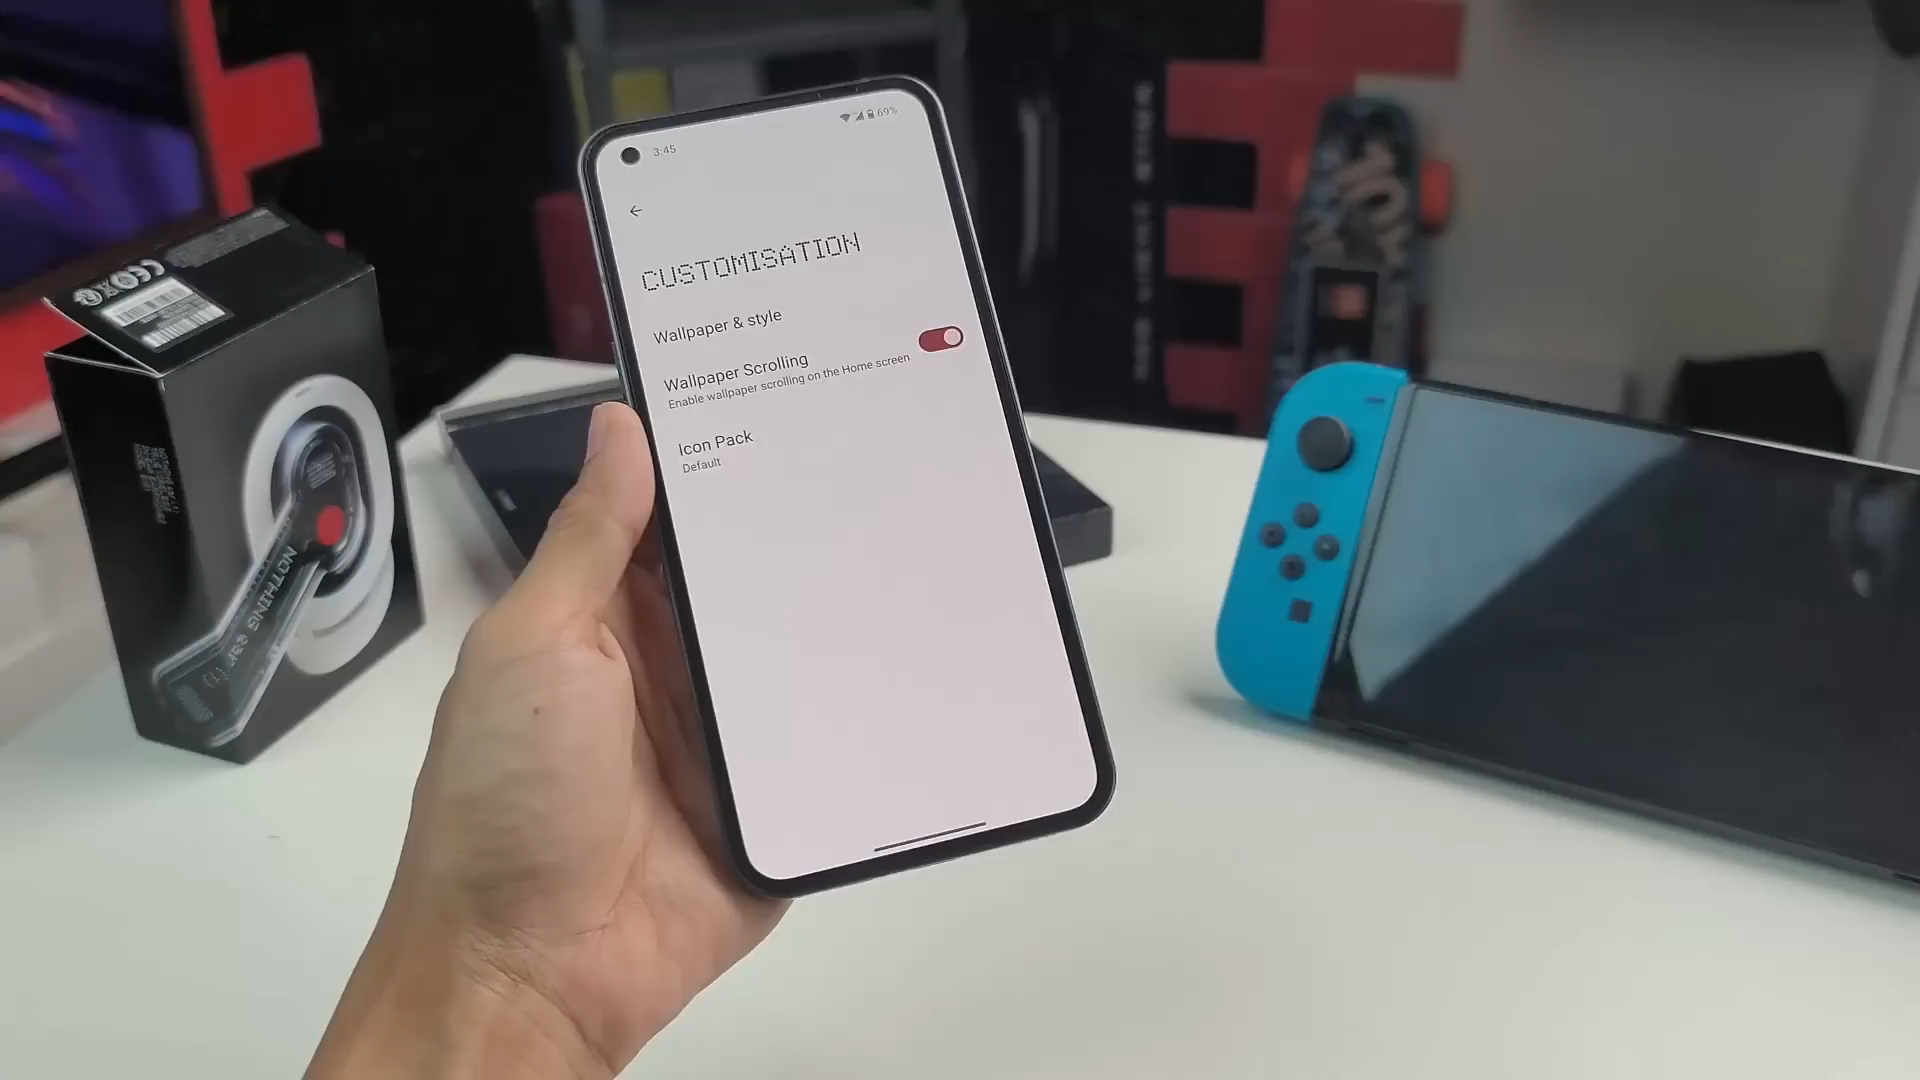 3:45
69%
CUSTOMISATION
Wallpaper & style
Wallpaper Scrolling
Enable wallpaper scrolling on the Home screen
Icon Pack
Default
NOTHING ear
CE